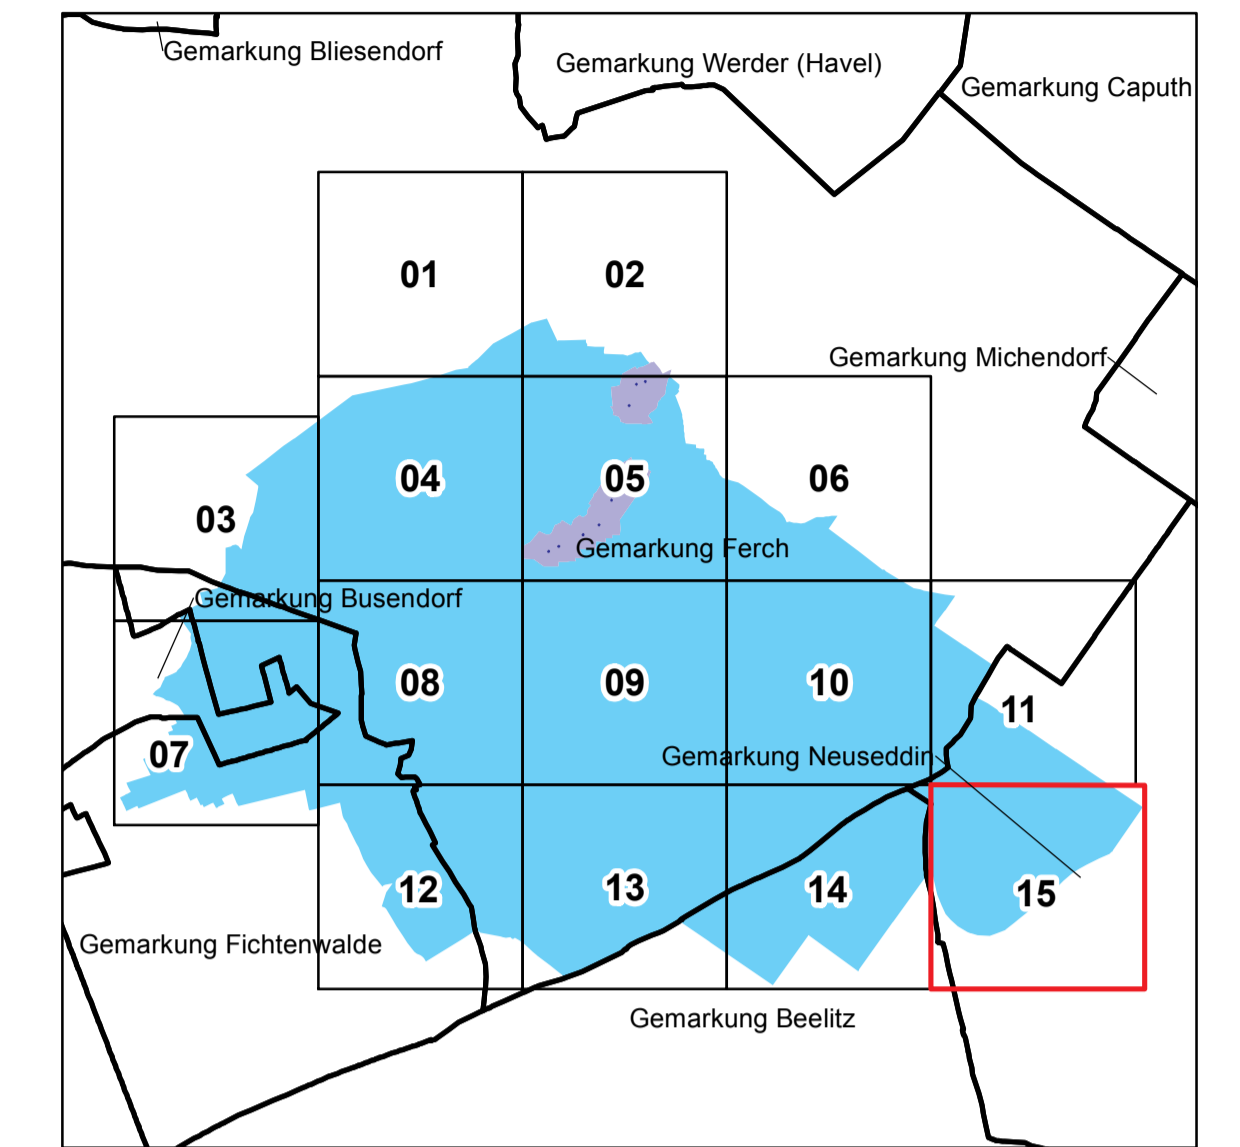 Gemarkung Bliesendorf
Gemarkung Werder (Havel)
Gemarkung Caputh
01
02
Gemarkung Michendorf
03
04
05
06
Gemarkung Ferch
Gemarkung Busendorf
07
08
09
10
11
Gemarkung Neuseddin
12
13
14
15
Gemarkung Fichtenwalde
Gemarkung Beelitz